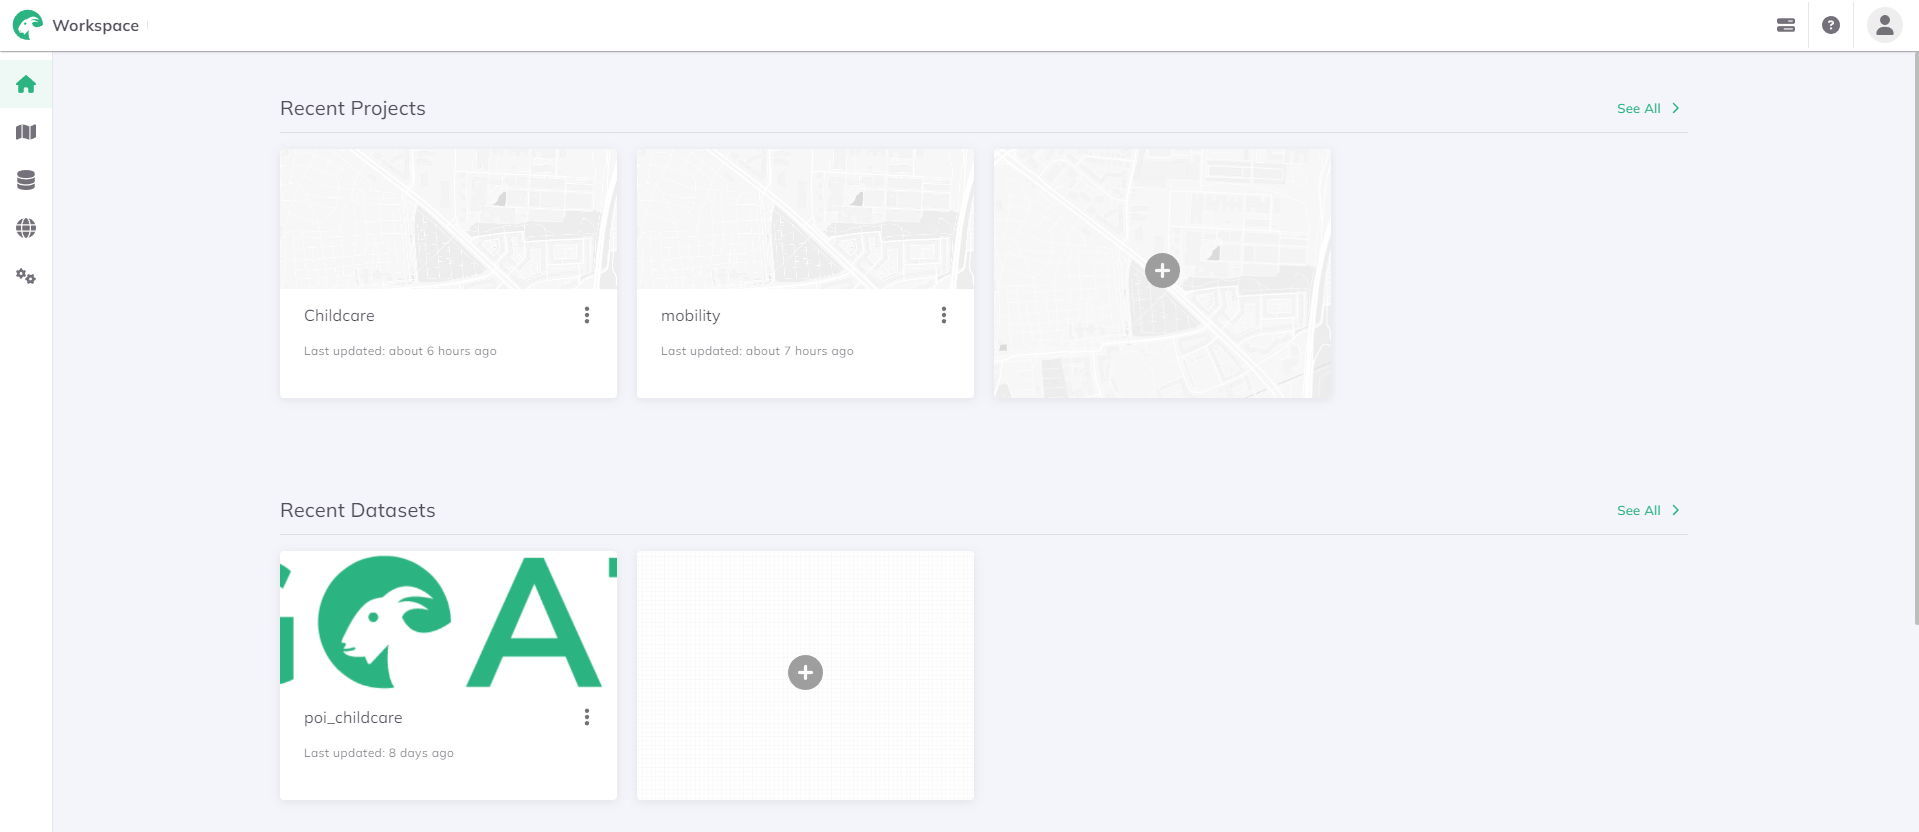 Workspace
Recent Projects
See All
Childcare
Last updated: about 6 hours ago
mobility
Last updated: about 7 hours ago
Recent Datasets
See All
GOAT
poi_childcare
Last updated: 8 days ago